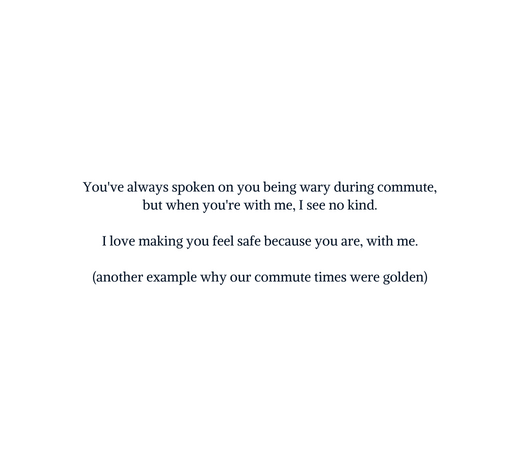 You've always spoken on you being wary during commute,
but when you're with me, I see no kind.
I love making you feel safe because you are, with me.
(another example why our commute times were golden)